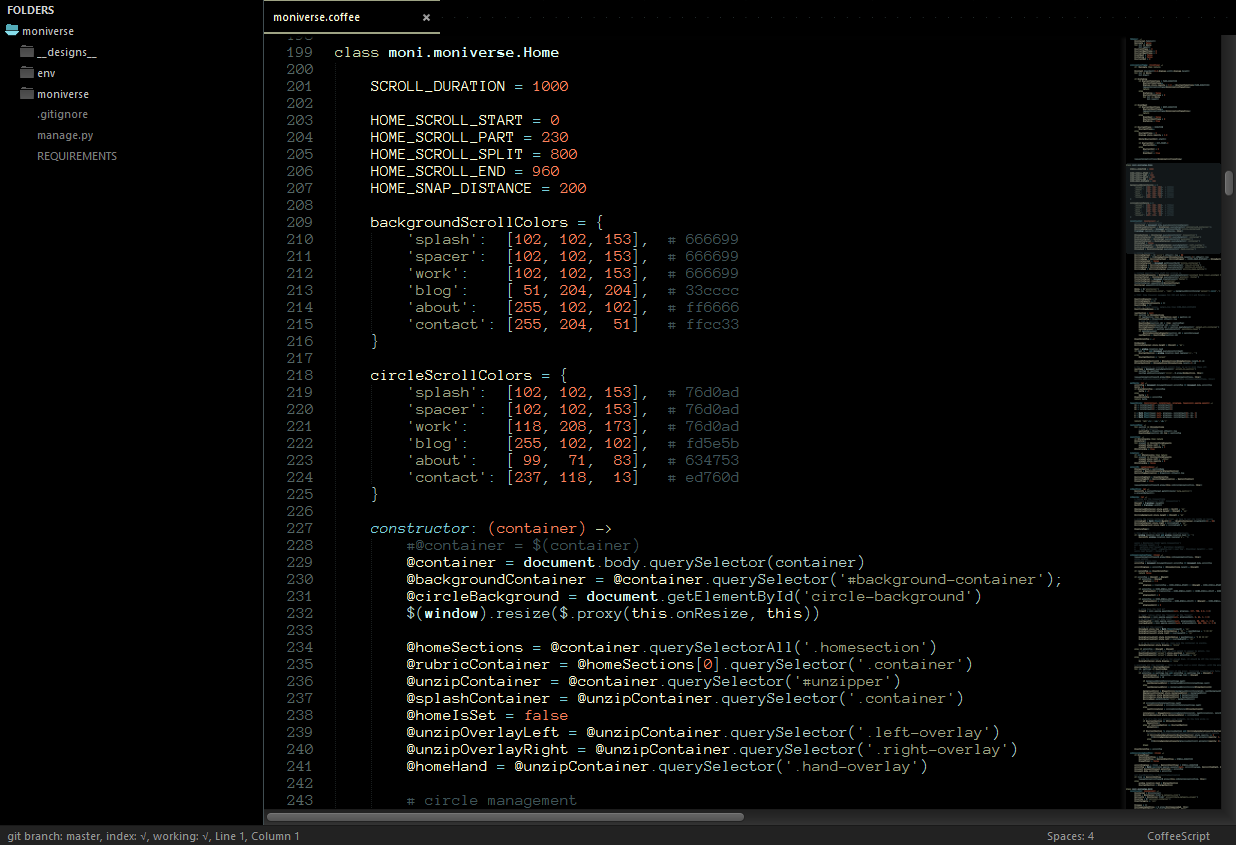 FOLDERS
moniverse
__designs__
env
moniverse
.gitignore
manage.py
REQUIREMENTS
moniverse.coffee ×
199 class moni.moniverse.Home
200
201     SCROLL_DURATION = 1000
202
203     HOME_SCROLL_START = 0
204     HOME_SCROLL_PART = 230
205     HOME_SCROLL_SPLIT = 800
206     HOME_SCROLL_END = 960
207     HOME_SNAP_DISTANCE = 200
208
209     backgroundScrollColors = {
210         'splash':  [102, 102, 153],  # 666699
211         'spacer':  [102, 102, 153],  # 666699
212         'work':    [102, 102, 153],  # 666699
213         'blog':    [ 51, 204, 204],  # 33cccc
214         'about':   [255, 102, 102],  # ff6666
215         'contact': [255, 204,  51]   # ffcc33
216     }
217
218     circleScrollColors = {
219         'splash':  [102, 102, 153],  # 76d0ad
220         'spacer':  [102, 102, 153],  # 76d0ad
221         'work':    [118, 208, 173],  # 76d0ad
222         'blog':    [255, 102, 102],  # fd5e5b
223         'about':   [ 99,  71,  83],  # 634753
224         'contact': [237, 118,  13]   # ed760d
225     }
226
227     constructor: (container) ->
228         #@container = $(container)
229         @container = document.body.querySelector(container)
230         @backgroundContainer = @container.querySelector('#background-container');
231         @circleBackground = document.getElementById('circle-background')
232         $(window).resize($.proxy(this.onResize, this))
233
234         @homeSections = @container.querySelectorAll('.homesection')
235         @rubricContainer = @homeSections[0].querySelector('.container')
236         @unzipContainer = @container.querySelector('#unzipper')
237         @splashContainer = @unzipContainer.querySelector('.container')
238         @homeIsSet = false
239         @unzipOverlayLeft = @unzipContainer.querySelector('.left-overlay')
240         @unzipOverlayRight = @unzipContainer.querySelector('.right-overlay')
241         @homeHand = @unzipContainer.querySelector('.hand-overlay')
242
243         # circle management
git branch: master, index: √, working: √, Line 1, Column 1 Spaces: 4 CoffeeScript